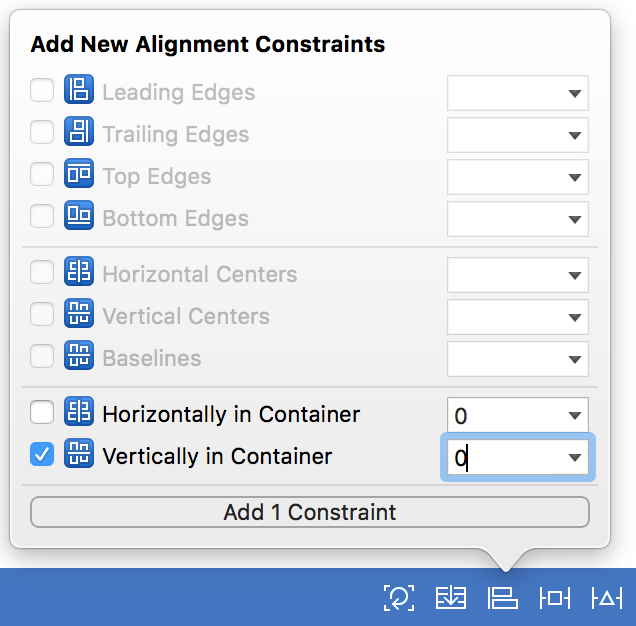 Add New Alignment Constraints
Leading Edges
Trailing Edges
Top Edges
Bottom Edges
Horizontal Centers
Vertical Centers
Baselines
Horizontally in Container 0
Vertically in Container 0
Add 1 Constraint